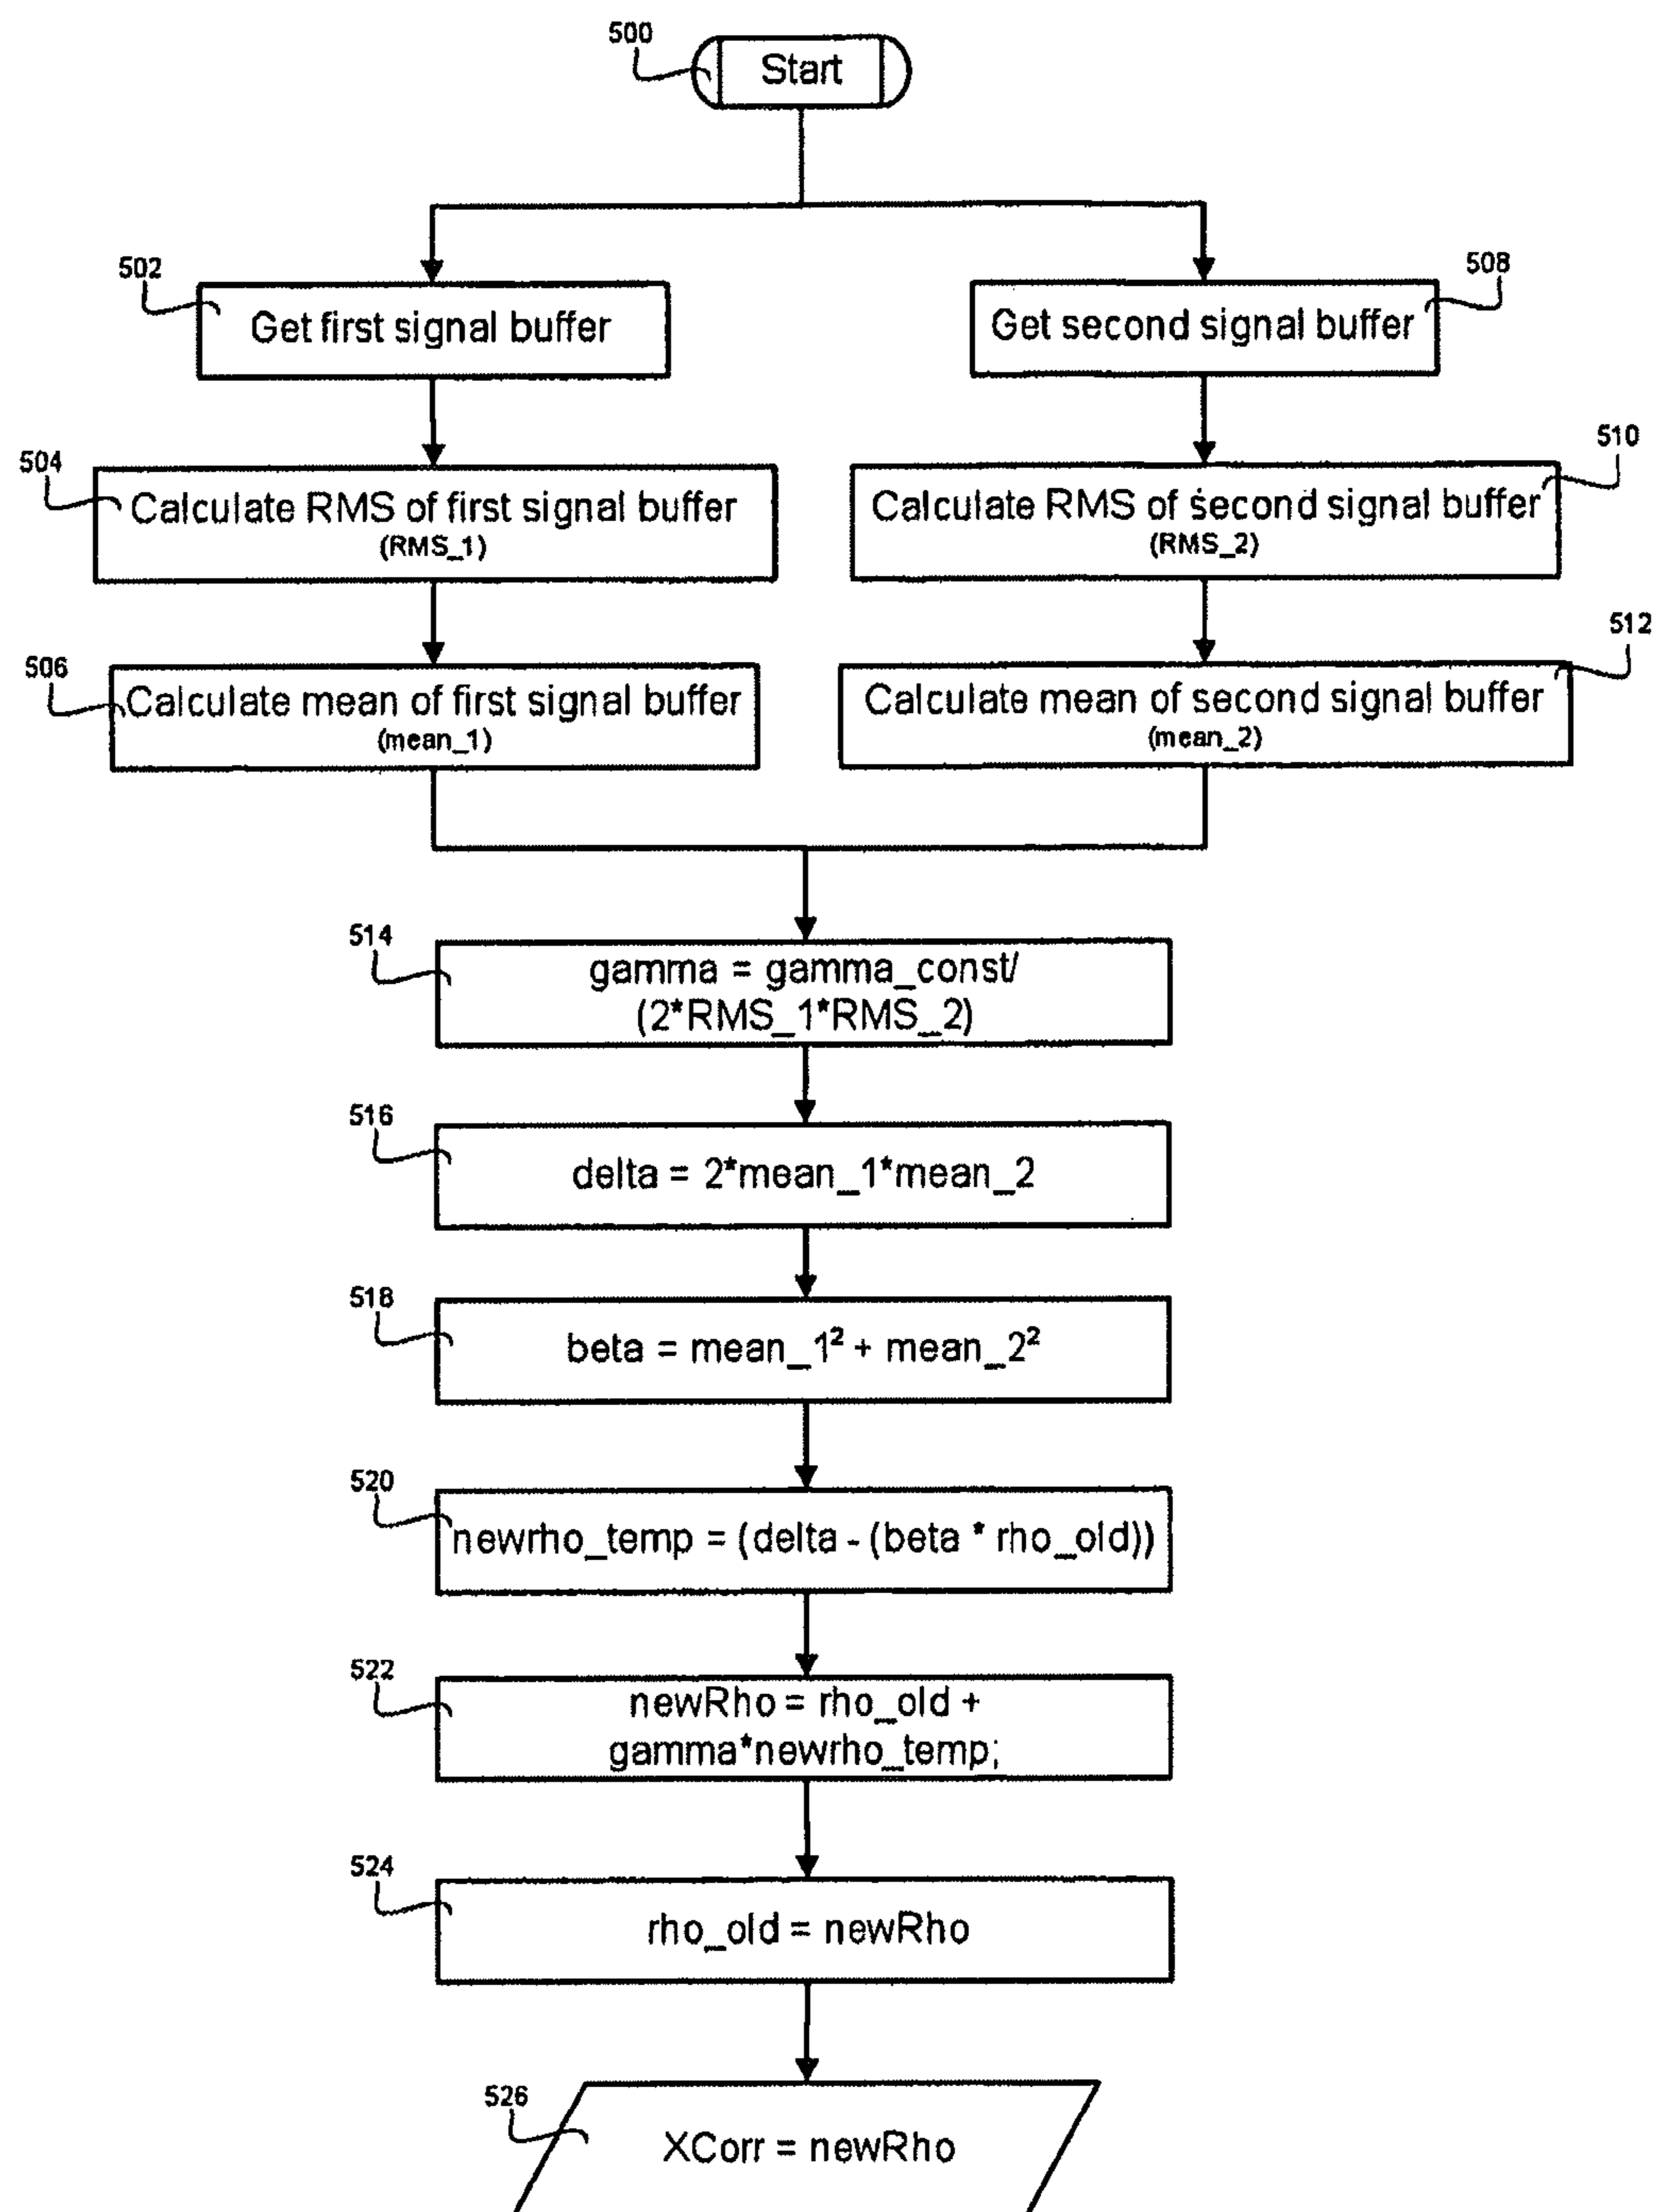 500
Start
502
Get first signal buffer
508
Get second signal buffer
504
Calculate RMS of first signal buffer
(RMS_1)
510
Calculate RMS of second signal buffer
(RMS_2)
506
Calculate mean of first signal buffer
(mean_1)
512
Calculate mean of second signal buffer
(mean_2)
514
gamma = gamma_const/
(2*RMS_1*RMS_2)
516
delta = 2*mean_1*mean_2
518
beta = mean_1² + mean_2²
520
newrho_temp = (delta - (beta * rho_old))
522
newRho = rho_old +
gamma*newrho_temp;
524
rho_old = newRho
526
XCorr = newRho